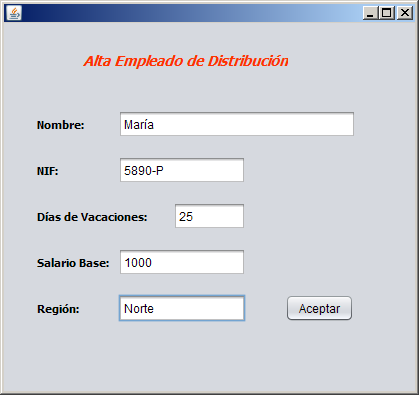 Alta Empleado de Distribución
Nombre: María
NIF: 5890-P
Días de Vacaciones: 25
Salario Base: 1000
Región: Norte Aceptar